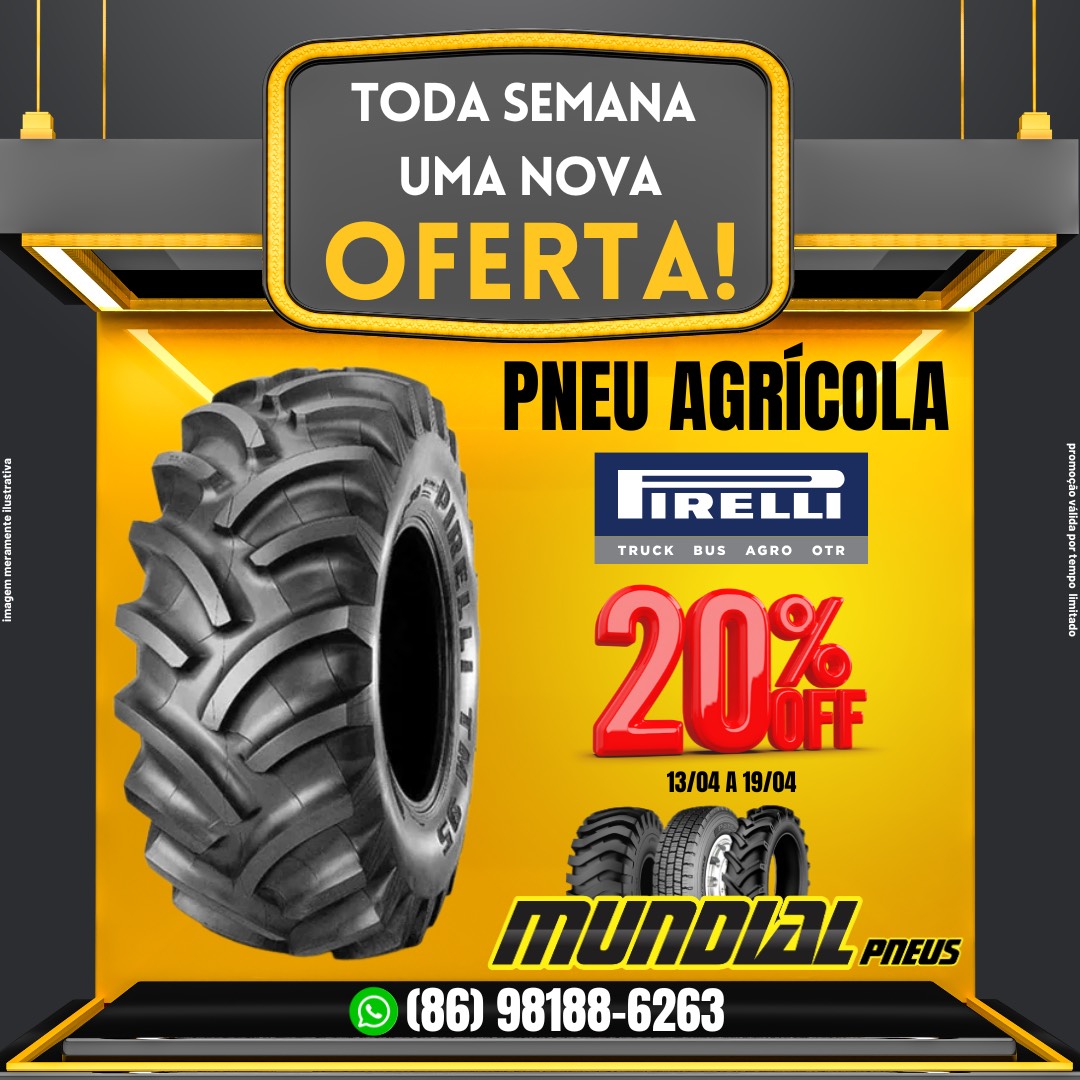 TODA SEMANA
UMA NOVA
OFERTA!
PNEU AGRÍCOLA
PIRELLI
TRUCK BUS AGRO OTR
PIRELLI TM 95
20% OFF
13/04 A 19/04
MUNDIAL PNEUS
(86) 98188-6263
imagem meramente ilustrativa
promoção válida por tempo limitado